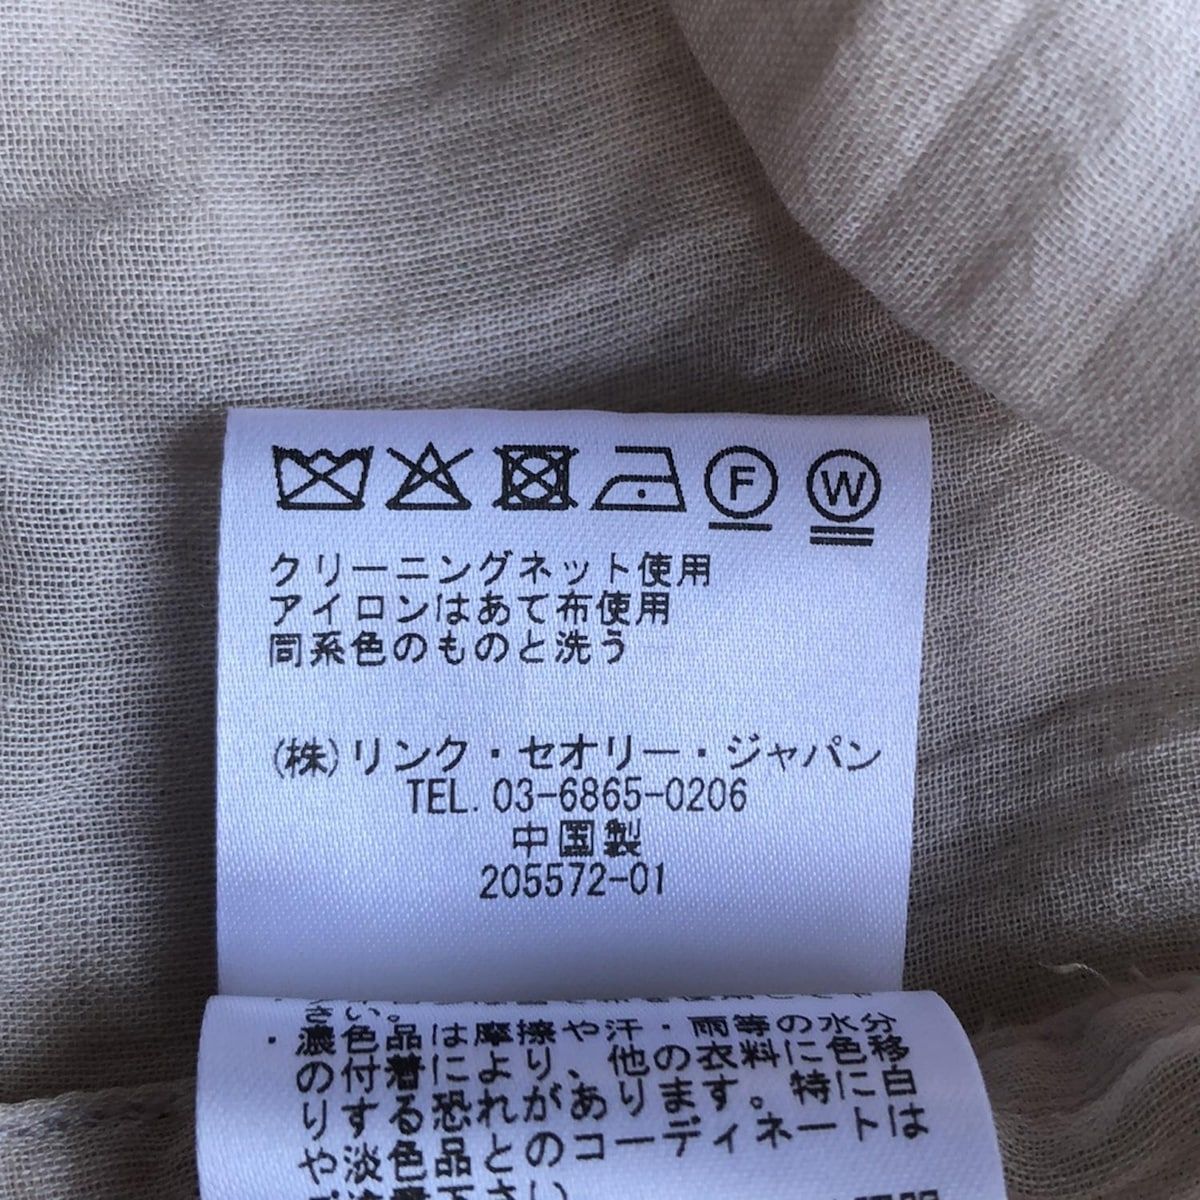 F W
クリーニングネット使用
アイロンはあて布使用
同系色のものと洗う
(株)リンク・セオリー・ジャパン
TEL. 03-6865-0206
中国製
205572-01
さい。
・濃色品は摩擦や汗・雨等の水分
の付着により、他の衣料に色移
りする恐れがあります。特に白
や淡色品とのコーディネートは